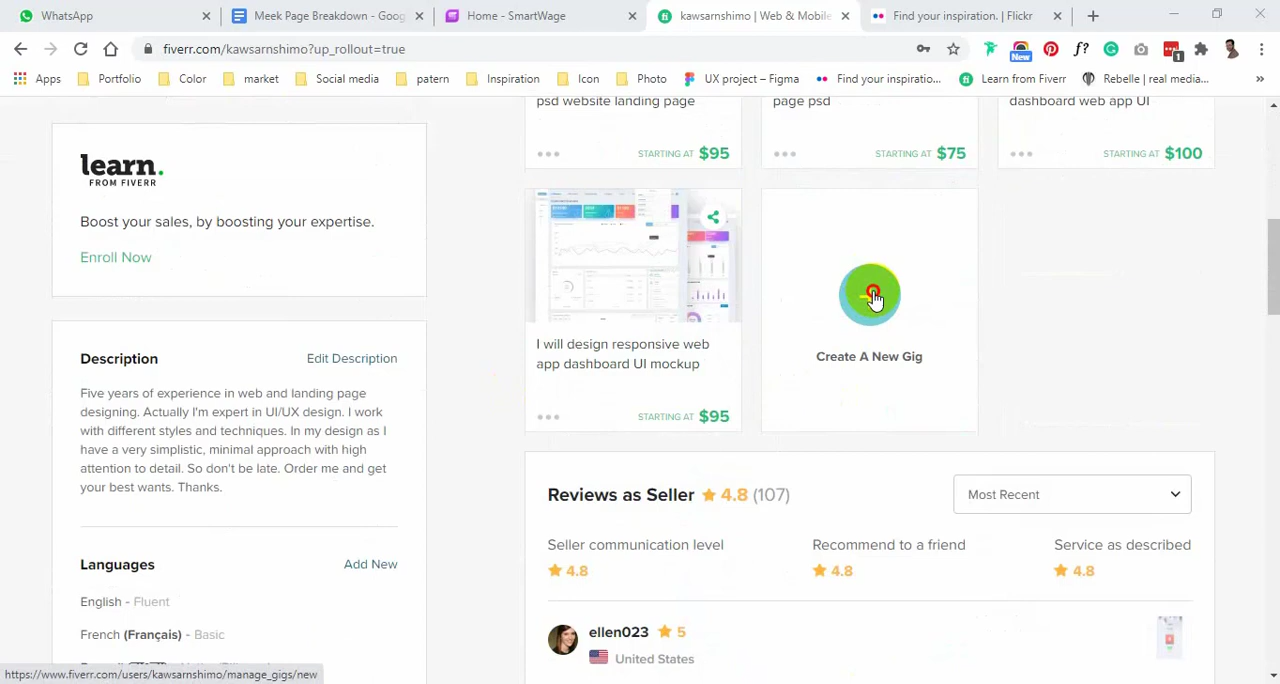 WhatsApp
Meek Page Breakdown - Goog
Home - SmartWage
kawsarnshimo | Web & Mobile
Find your inspiration. | Flickr
fiverr.com/kawsarnshimo?up_rollout=true
New
f?
1
Apps
Portfolio
Color
market
Social media
patern
Inspiration
Icon
Photo
UX project – Figma
Find your inspiratio...
Learn from Fiverr
Rebelle | real media...
»
psd website landing page
page psd
dashboard web app UI
STARTING AT $95
STARTING AT $75
STARTING AT $100
learn.
FROM FIVERR
Boost your sales, by boosting your expertise.
Enroll Now
I will design responsive web
app dashboard UI mockup
STARTING AT $95
Create A New Gig
Description
Edit Description
Five years of experience in web and landing page
designing. Actually I'm expert in UI/UX design. I work
with different styles and techniques. In my design as I
have a very simplistic, minimal approach with high
attention to detail. So don't be late. Order me and get
your best wants. Thanks.
Languages
Add New
English - Fluent
French (Français) - Basic
Reviews as Seller 4.8 (107)
Most Recent
Seller communication level
4.8
Recommend to a friend
4.8
Service as described
4.8
ellen023 5
United States
https://www.fiverr.com/users/kawsarnshimo/manage_gigs/new